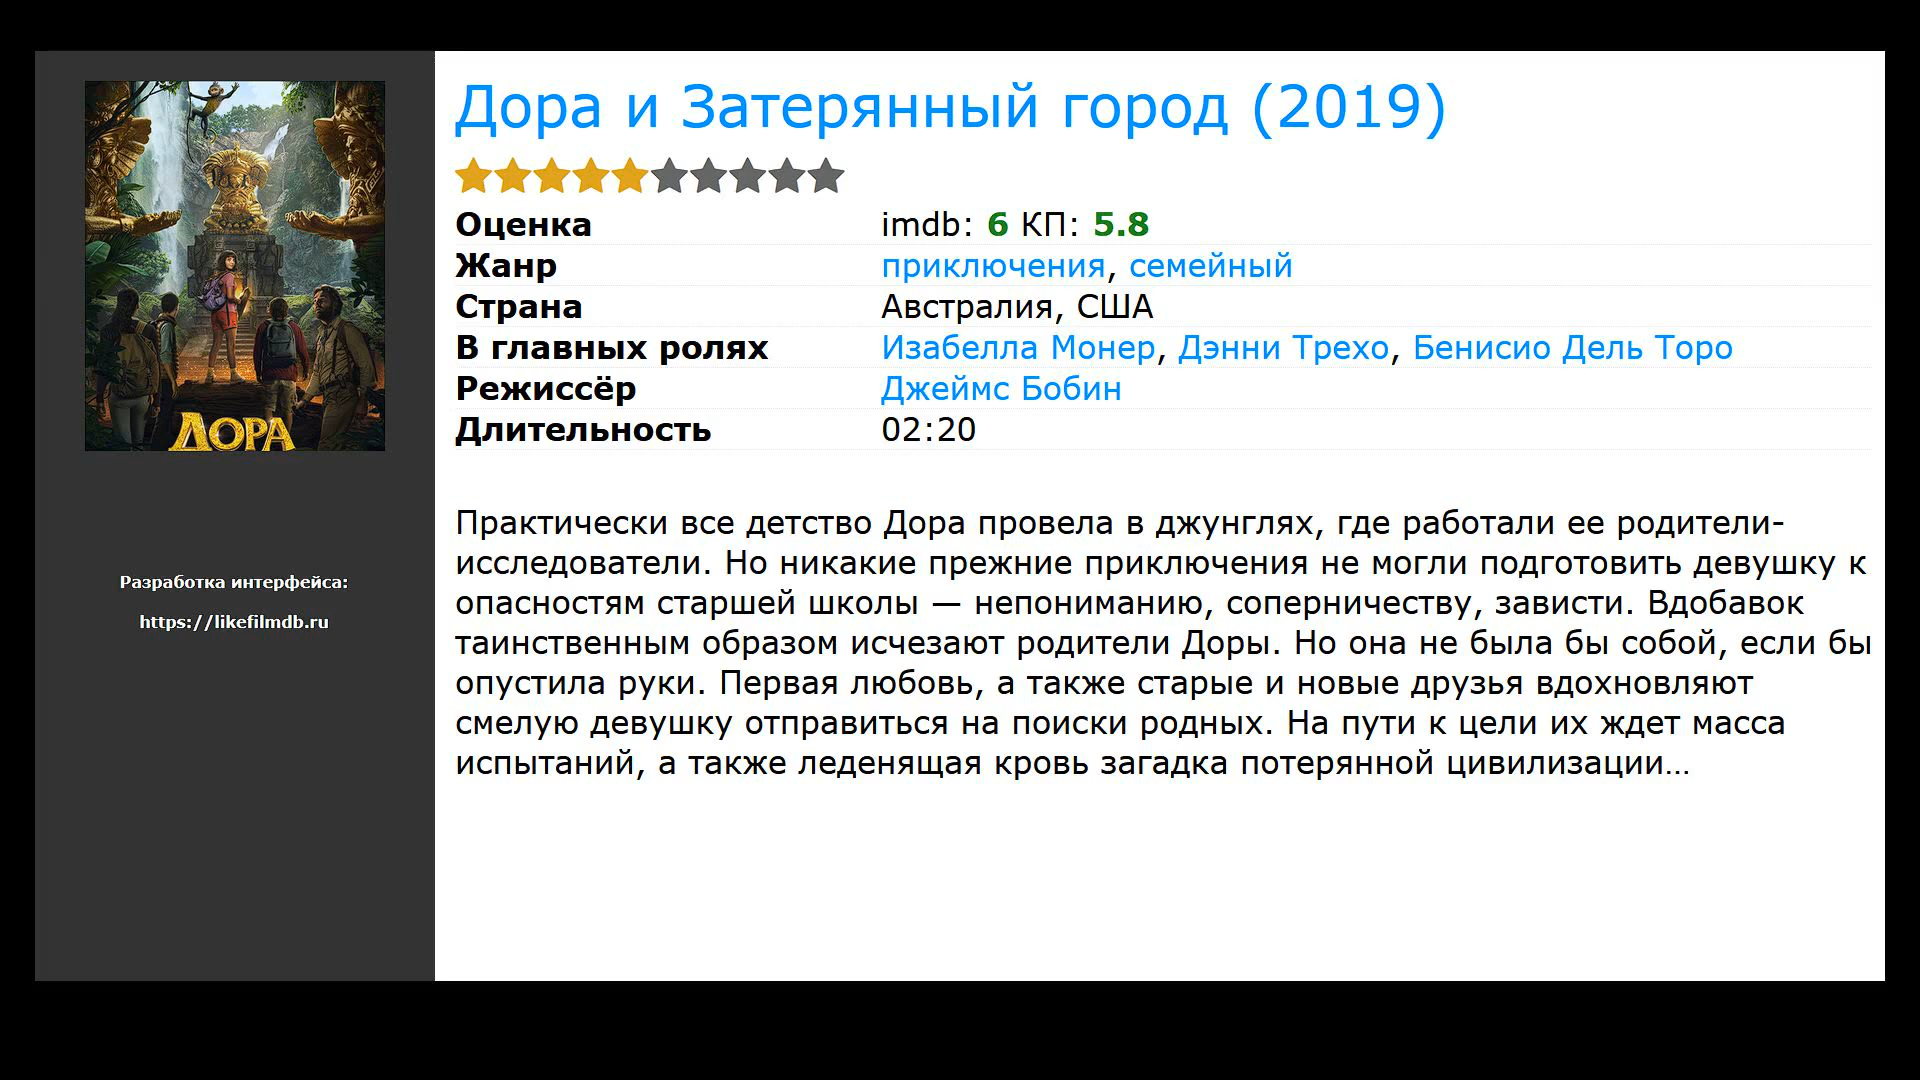 Дора и Затерянный город (2019)
Оценка imdb: 6 КП: 5.8
Жанр приключения, семейный
Страна Австралия, США
В главных ролях Изабелла Монер, Дэнни Трехо, Бенисио Дель Торо
Режиссёр Джеймс Бобин
Длительность 02:20
ДОРА
Разработка интерфейса:
https://likefilmdb.ru
Практически все детство Дора провела в джунглях, где работали ее родители-
исследователи. Но никакие прежние приключения не могли подготовить девушку к
опасностям старшей школы — непониманию, соперничеству, зависти. Вдобавок
таинственным образом исчезают родители Доры. Но она не была бы собой, если бы
опустила руки. Первая любовь, а также старые и новые друзья вдохновляют
смелую девушку отправиться на поиски родных. На пути к цели их ждет масса
испытаний, а также леденящая кровь загадка потерянной цивилизации…